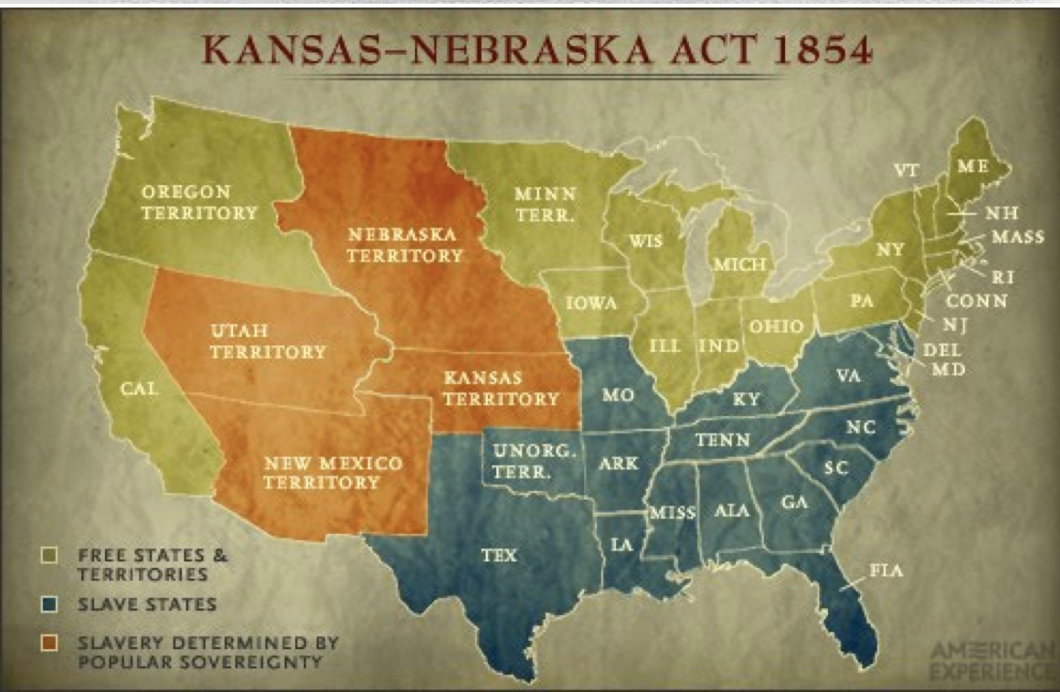 KANSAS–NEBRASKA ACT 1854
OREGON
TERRITORY
NEBRASKA
TERRITORY
MINN
TERR.
WIS
MICH
VT
ME
NH
MASS
NY
RI
CONN
NJ
PA
DEL
MD
IOWA
ILL
IND
OHIO
UTAH
TERRITORY
CAL
KANSAS
TERRITORY
MO
KY
VA
NEW MEXICO
TERRITORY
UNORG.
TERR.
ARK
TENN
NC
SC
MISS
ALA
GA
TEX
LA
FLA
FREE STATES &
TERRITORIES
SLAVE STATES
SLAVERY DETERMINED BY
POPULAR SOVEREIGNTY
AMERICAN
EXPERIENCE